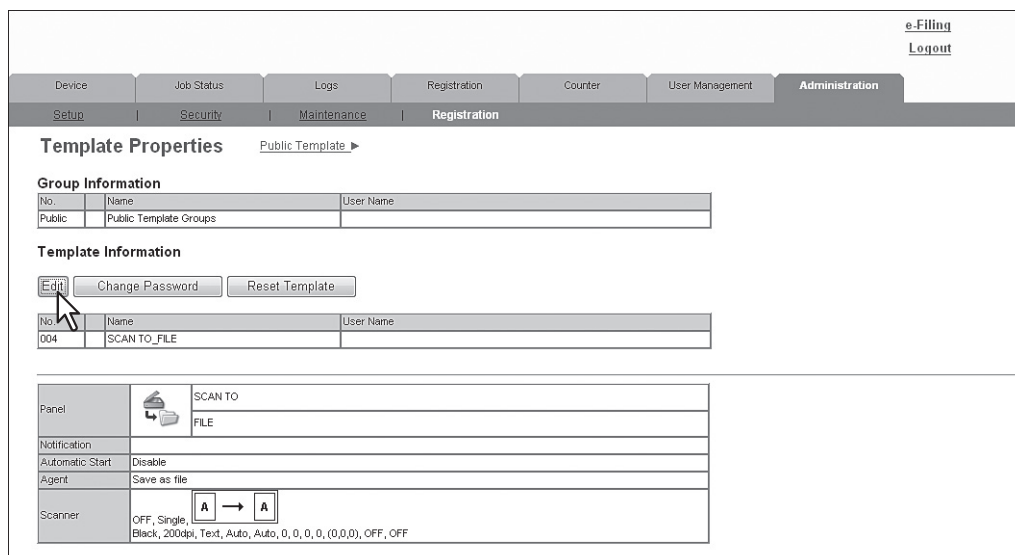 e-Filing
Logout
Device Job Status Logs Registration Counter User Management Administration
Setup | Security | Maintenance | Registration
Template Properties Public Template
Group Information
No. Name User Name
Public Public Template Groups
Template Information
Edit Change Password Reset Template
No. Name User Name
004 SCAN TO_FILE
Panel SCAN TO
FILE
Notification
Automatic Start Disable
Agent Save as file
Scanner OFF, Single, A → A
Black, 200dpi, Text, Auto, Auto, 0, 0, 0, 0, (0,0,0), OFF, OFF